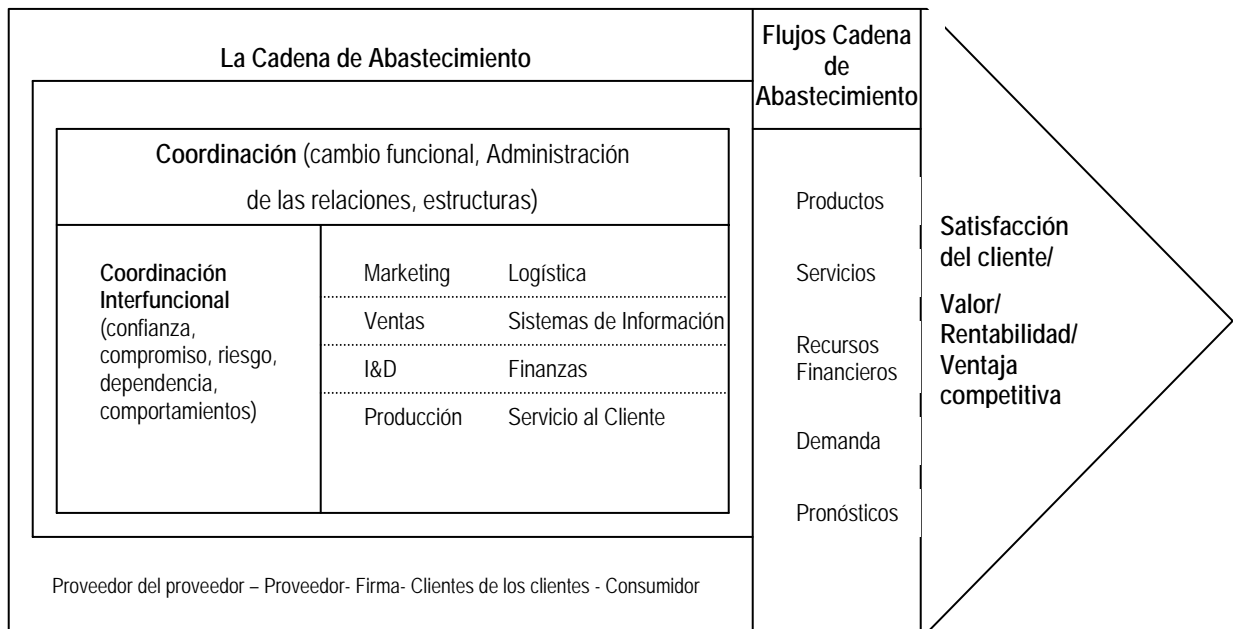 La Cadena de Abastecimiento
Flujos Cadena
de
Abastecimiento
Coordinación (cambio funcional, Administración
de las relaciones, estructuras)
Coordinación
Interfuncional
(confianza,
compromiso, riesgo,
dependencia,
comportamientos)
Marketing Logística
Ventas Sistemas de Información
I&D Finanzas
Producción Servicio al Cliente
Productos
Servicios
Recursos
Financieros
Demanda
Pronósticos
Satisfacción
del cliente/
Valor/
Rentabilidad/
Ventaja
competitiva
Proveedor del proveedor – Proveedor- Firma- Clientes de los clientes - Consumidor